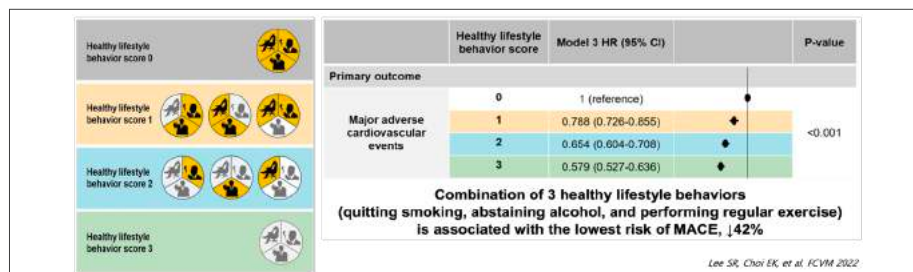 Healthy lifestyle
behavior score 0
Healthy lifestyle
behavior score 1
Healthy lifestyle
behavior score 2
Healthy lifestyle
behavior score 3
Healthy lifestyle
behavior score
Model 3 HR (95% CI)
P-value
Primary outcome
Major adverse
cardiovascular
events
0
1 (reference)
1
0.788 (0.726-0.855)
2
0.654 (0.604-0.708)
3
0.579 (0.527-0.636)
<0.001
Combination of 3 healthy lifestyle behaviors
(quitting smoking, abstaining alcohol, and performing regular exercise)
is associated with the lowest risk of MACE, ↓42%
Lee SR, Choi EK, et al. FCVM 2022